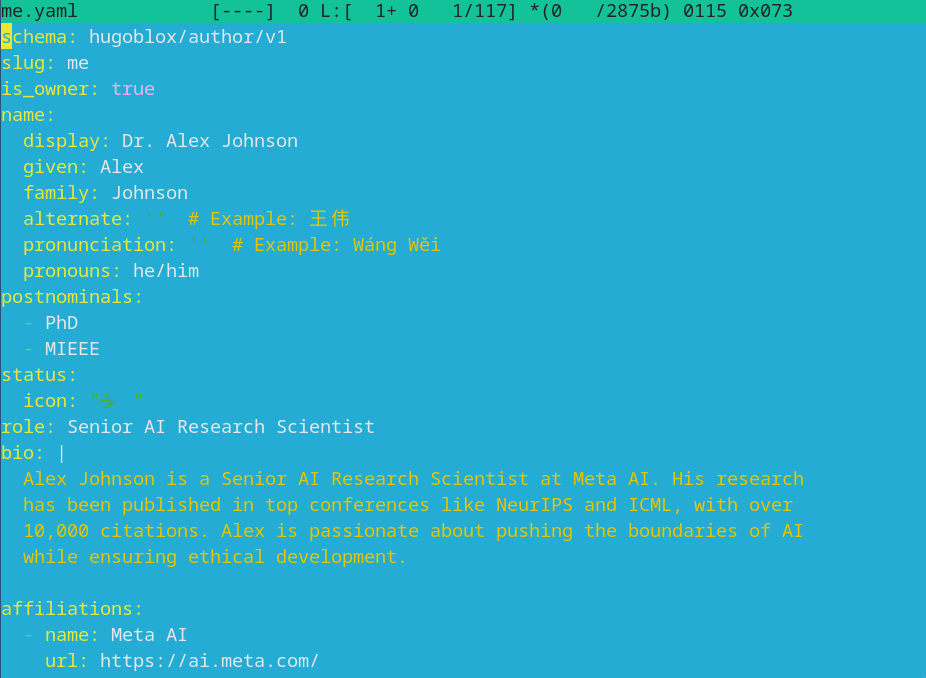 me.yaml [----] 0 L:[ 1+ 0 1/117] *(0 /2875b) 0115 0x073
schema: hugoblox/author/v1
slug: me
is_owner: true
name:
  display: Dr. Alex Johnson
  given: Alex
  family: Johnson
  alternate: '' # Example: 王伟
  pronunciation: '' # Example: Wáng Wěi
  pronouns: he/him
postnominals:
  - PhD
  - MIEEE
status:
  icon: "☕️ "
role: Senior AI Research Scientist
bio: |
  Alex Johnson is a Senior AI Research Scientist at Meta AI. His research
  has been published in top conferences like NeurIPS and ICML, with over
  10,000 citations. Alex is passionate about pushing the boundaries of AI
  while ensuring ethical development.
affiliations:
  - name: Meta AI
    url: https://ai.meta.com/